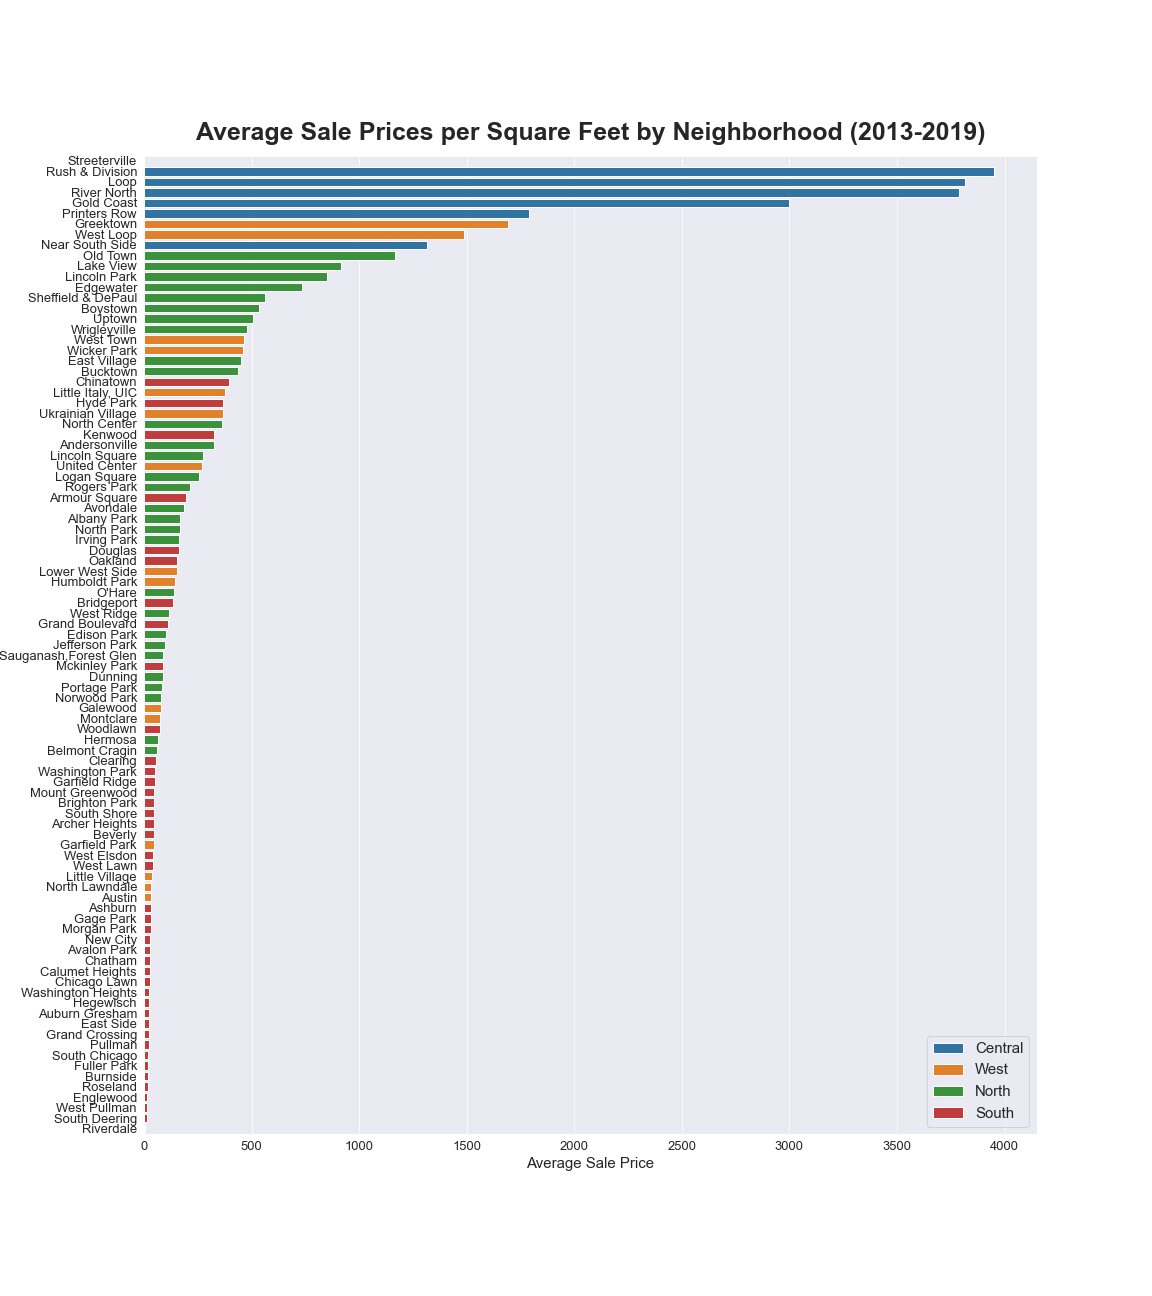 Average Sale Prices per Square Feet by Neighborhood (2013-2019)
Streeterville
Rush & Division
Loop
River North
Gold Coast
Printers Row
Greektown
West Loop
Near South Side
Old Town
Lake View
Lincoln Park
Edgewater
Sheffield & DePaul
Boystown
Uptown
Wrigleyville
West Town
Wicker Park
East Village
Bucktown
Chinatown
Little Italy, UIC
Hyde Park
Ukrainian Village
North Center
Kenwood
Andersonville
Lincoln Square
United Center
Logan Square
Rogers Park
Armour Square
Avondale
Albany Park
North Park
Irving Park
Douglas
Oakland
Lower West Side
Humboldt Park
O'Hare
Bridgeport
West Ridge
Grand Boulevard
Edison Park
Jefferson Park
Sauganash,Forest Glen
Mckinley Park
Dunning
Portage Park
Norwood Park
Galewood
Montclare
Woodlawn
Hermosa
Belmont Cragin
Clearing
Washington Park
Garfield Ridge
Mount Greenwood
Brighton Park
South Shore
Archer Heights
Beverly
Garfield Park
West Elsdon
West Lawn
Little Village
North Lawndale
Austin
Ashburn
Gage Park
Morgan Park
New City
Avalon Park
Chatham
Calumet Heights
Chicago Lawn
Washington Heights
Hegewisch
Auburn Gresham
East Side
Grand Crossing
Pullman
South Chicago
Fuller Park
Burnside
Roseland
Englewood
West Pullman
South Deering
Riverdale
Central
West
North
South
0 500 1000 1500 2000 2500 3000 3500 4000
Average Sale Price